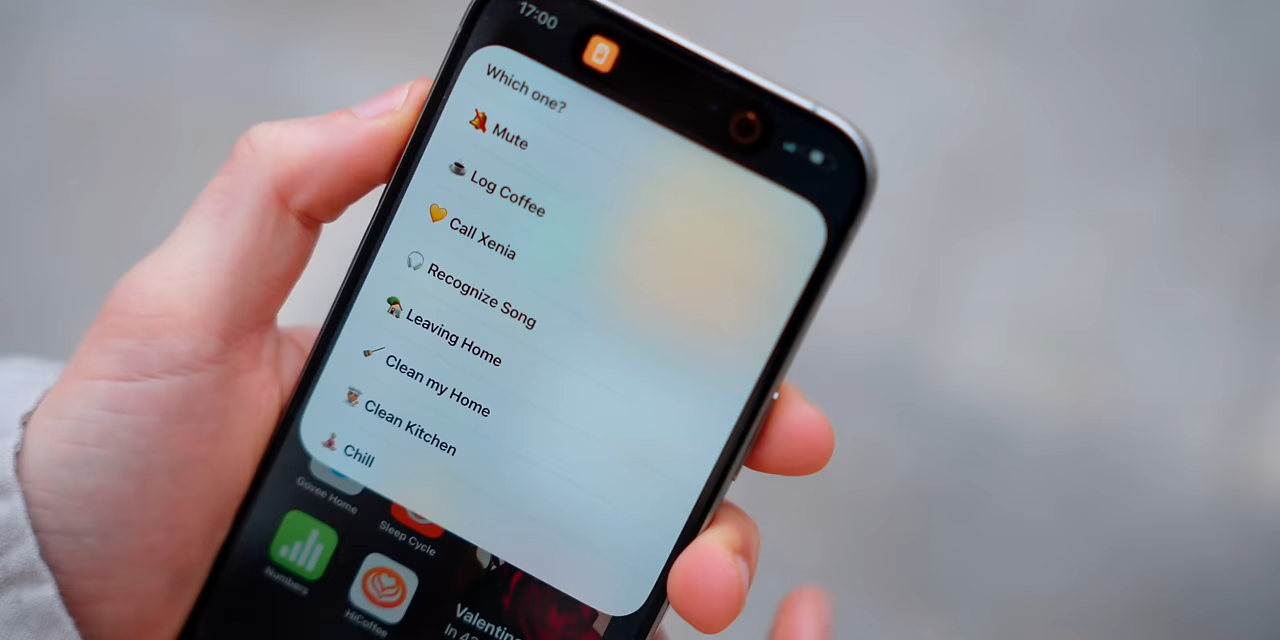 17:00
Which one?
Mute
Log Coffee
Call Xenia
Recognize Song
Leaving Home
Clean my Home
Clean Kitchen
Chill
Govee Home
Sleep Cycle
Numbers
HiCoffee